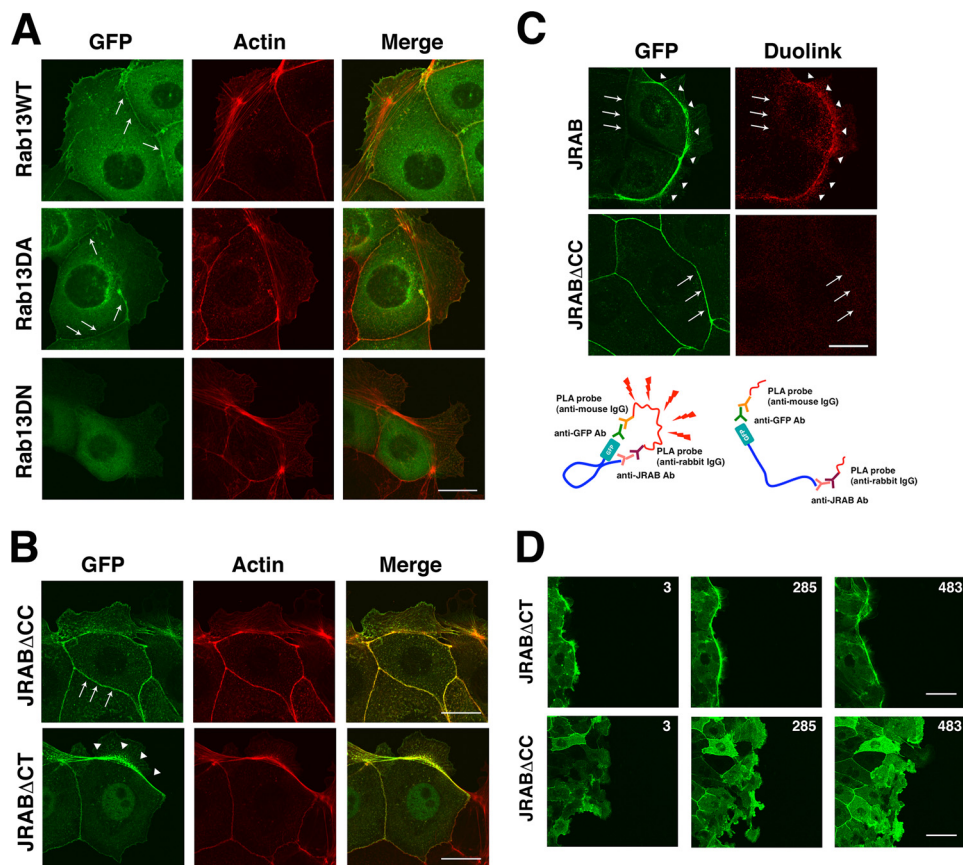 A
GFP Actin Merge
Rab13WT
Rab13DA
Rab13DN
B
GFP Actin Merge
JRABΔCC
JRABΔCT
C
GFP Duolink
JRAB
JRABΔCC
PLA probe
(anti-mouse IgG)
anti-GFP Ab
GFP
PLA probe
(anti-rabbit IgG)
anti-JRAB Ab
PLA probe
(anti-mouse IgG)
anti-GFP Ab
GFP
PLA probe
(anti-rabbit IgG)
anti-JRAB Ab
D
JRABΔCT
3 285 483
JRABΔCC
3 285 483